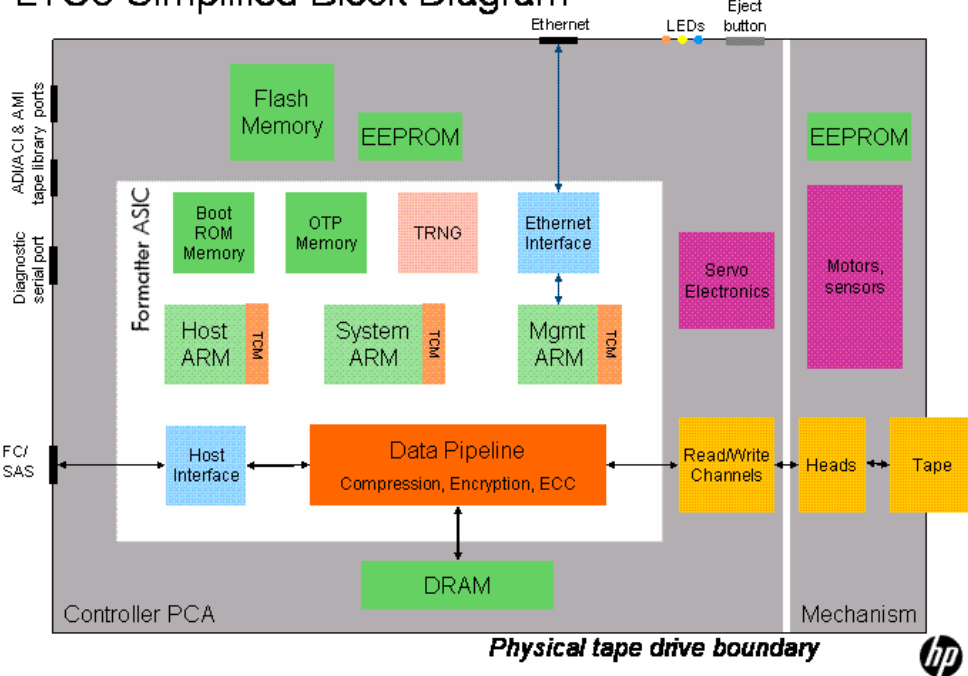 Simplified Block Diagram
Ethernet
LEDs
Eject
button
ADI/ACI & AMI
tape library ports
Diagnostic
serial port
FC/
SAS
Flash
Memory
EEPROM
EEPROM
Formatter ASIC
Boot
ROM
Memory
OTP
Memory
TRNG
Ethernet
Interface
Servo
Electronics
Motors,
sensors
Host
ARM
TCM
System
ARM
TCM
Mgmt
ARM
TCM
Host
Interface
Data Pipeline
Compression, Encryption, ECC
Read/Write
Channels
Heads
Tape
DRAM
Controller PCA
Mechanism
Physical tape drive boundary
hp